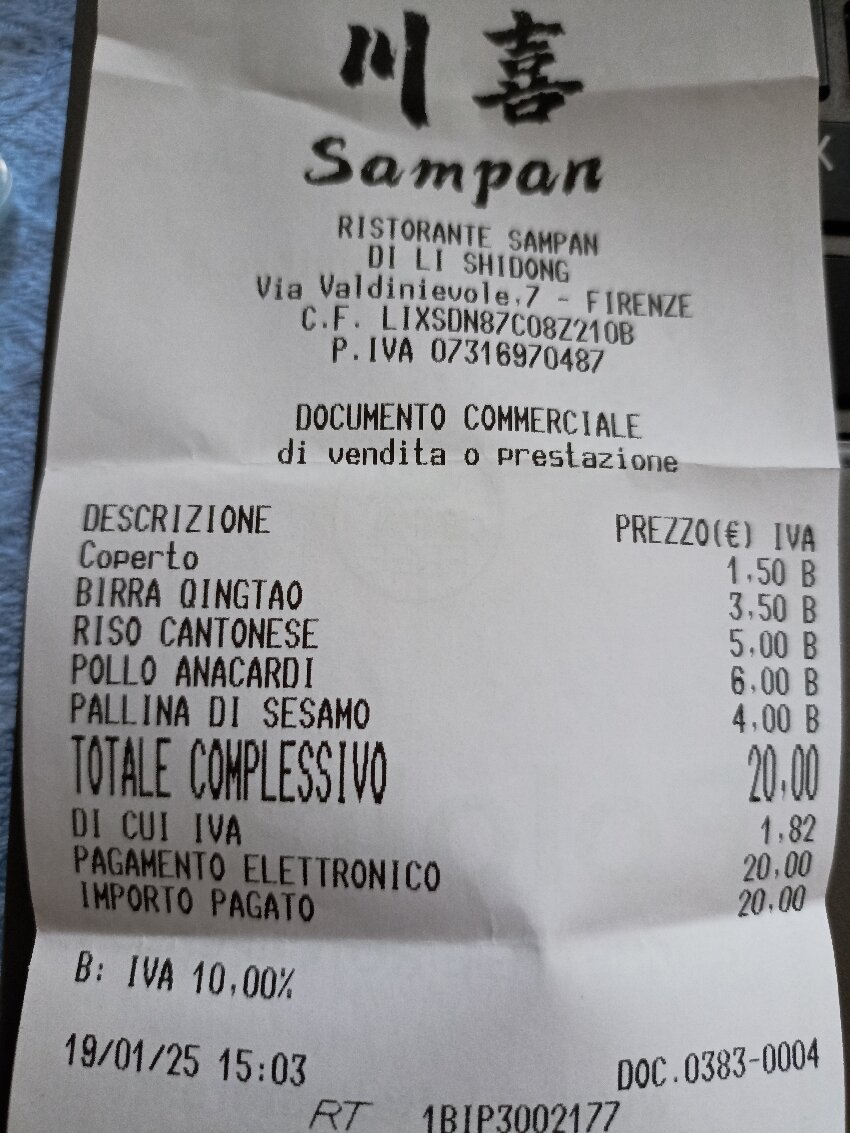 川喜
Sampan
RISTORANTE SAMPAN
DI LI SHIDONG
Via Valdinievole,7 - FIRENZE
C.F. LIXSDN87C08Z210B
P.IVA 07316970487
DOCUMENTO COMMERCIALE
di vendita o prestazione
DESCRIZIONE PREZZO(€) IVA
Coperto 1,50 B
BIRRA QINGTAO 3,50 B
RISO CANTONESE 5,00 B
POLLO ANACARDI 6,00 B
PALLINA DI SESAMO 4,00 B
TOTALE COMPLESSIVO 20,00
DI CUI IVA 1,82
PAGAMENTO ELETTRONICO 20,00
IMPORTO PAGATO 20,00
B: IVA 10,00%
19/01/25 15:03 DOC.0383-0004
RT 1BIP3002177